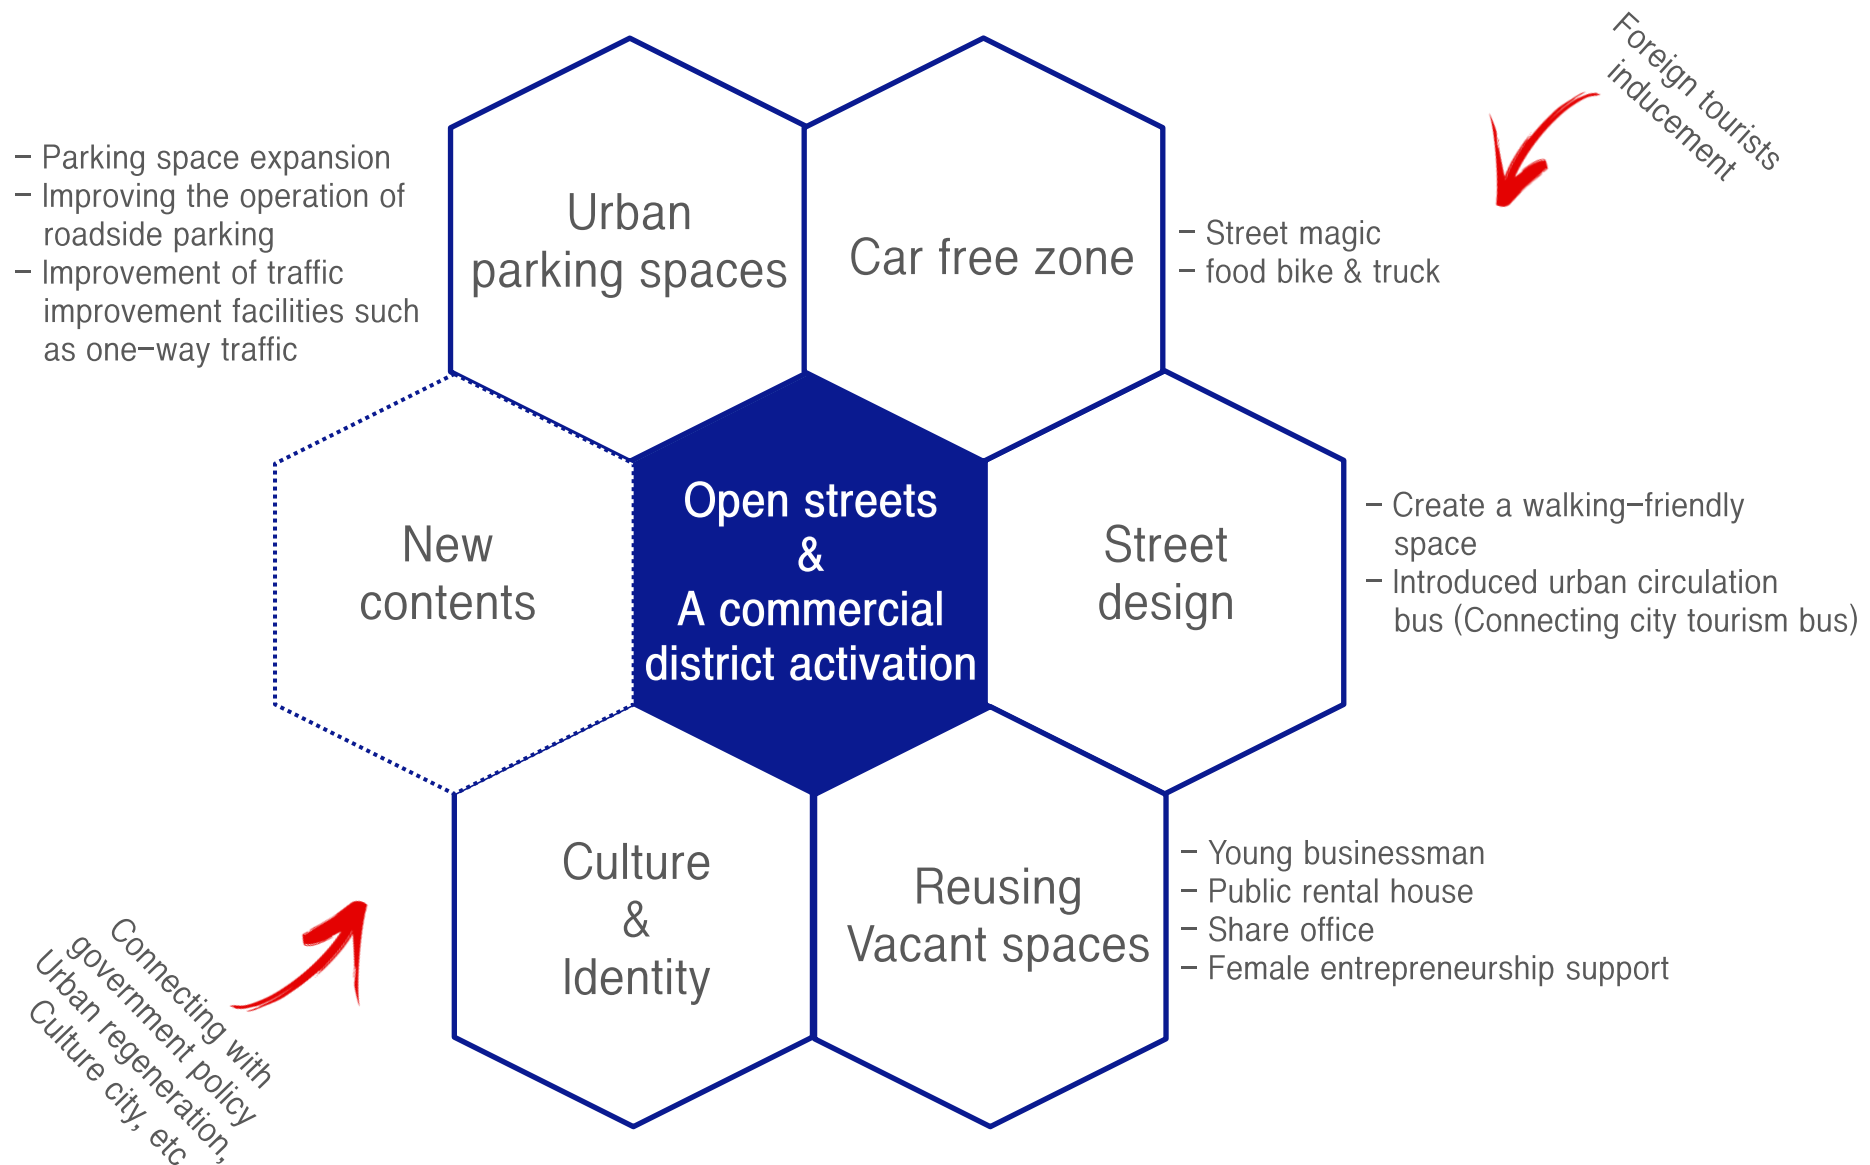 Foreign tourists
inducement
– Parking space expansion
– Improving the operation of
roadside parking
– Improvement of traffic
improvement facilities such
as one–way traffic
Urban
parking spaces
Car free zone
– Street magic
– food bike & truck
New
contents
Open streets
&
A commercial
district activation
Street
design
– Create a walking–friendly
space
– Introduced urban circulation
bus (Connecting city tourism bus)
Culture
&
Identity
Reusing
Vacant spaces
– Young businessman
– Public rental house
– Share office
– Female entrepreneurship support
Connecting with
government policy
Urban regeneration,
Culture city, etc